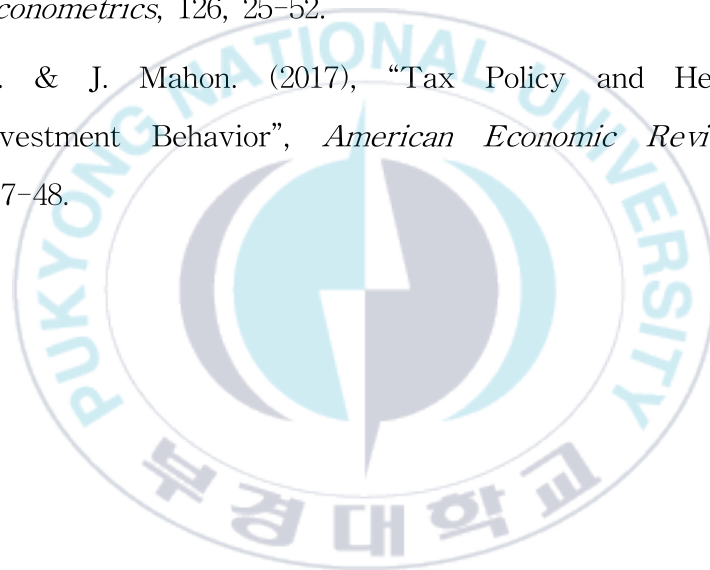 conometrics, 126, 25-52.
. & J. Mahon. (2017), “Tax Policy and He
vestment Behavior”, American Economic Revi
7-48.
PUKYONG NATIONAL UNIVERSITY
부경대학교